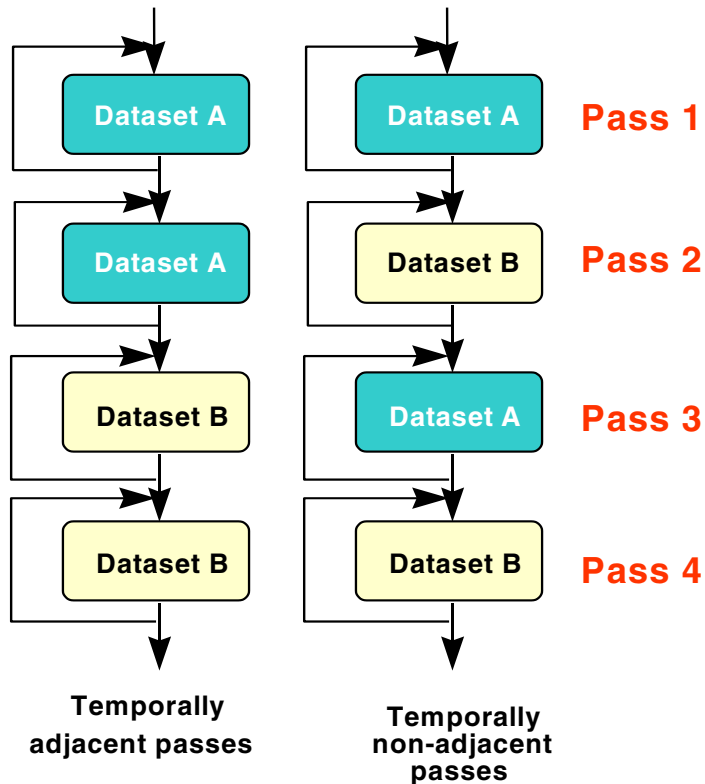 Dataset A
Dataset A
Pass 1
Dataset A
Dataset B
Pass 2
Dataset B
Dataset A
Pass 3
Dataset B
Dataset B
Pass 4
Temporally
adjacent passes
Temporally
non-adjacent
passes